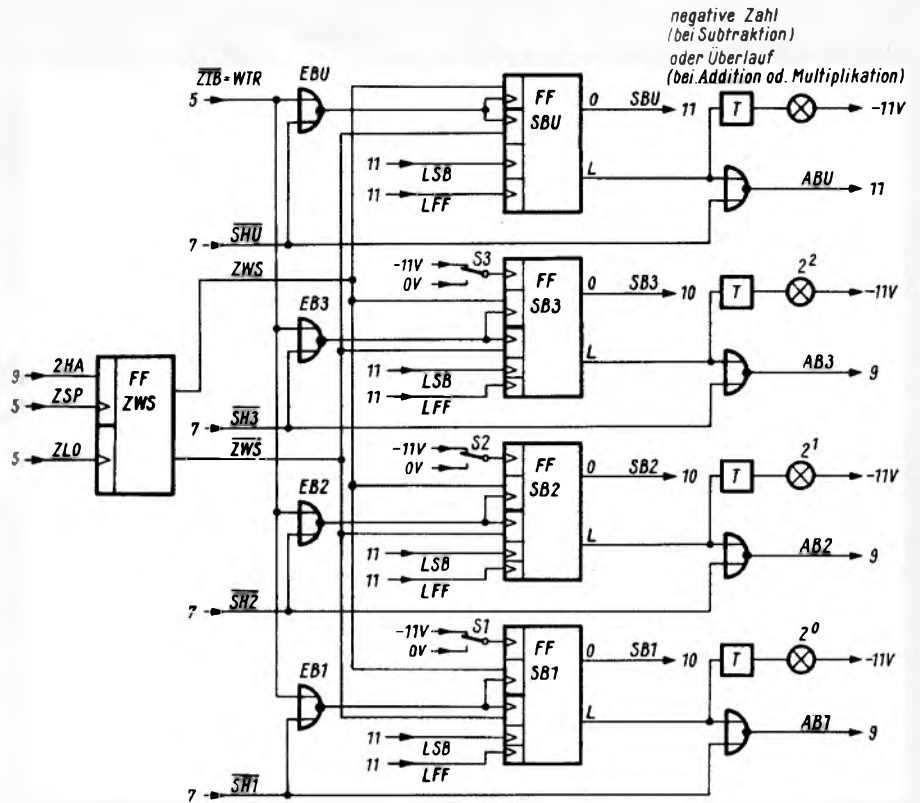 negative Zahl
(bei Subtraktion)
oder Überlauf
(bei Addition od. Multiplikation)
ZIB = WTR
EBU
5
FF
SBU
O
SBU
11
T
-11V
L
ABU
11
11
LSB
11
LFF
7
SHU
ZWS
-11V
S3
0V
EB3
FF
SB3
O
SB3
10
T
2²
-11V
L
AB3
9
11
LSB
11
LFF
7
SH3
9
2HA
5
ZSP
5
ZLO
FF
ZWS
ZWS
-11V
S2
0V
EB2
FF
SB2
O
SB2
10
T
2¹
-11V
L
AB2
9
11
LSB
11
LFF
7
SH2
-11V
S1
0V
EB1
FF
SB1
O
SB1
10
T
2⁰
-11V
L
AB1
9
11
LSB
11
LFF
7
SH1